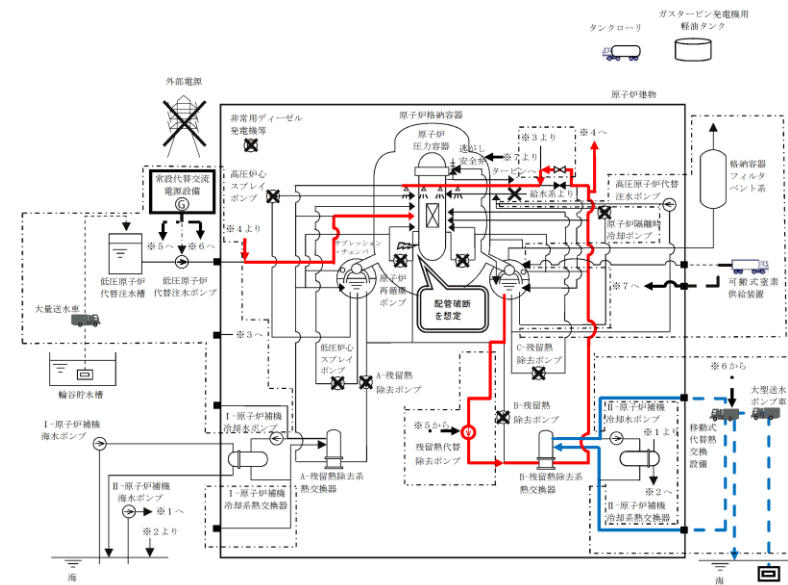 ガスタービン発電機用
軽油タンク
タンクローリ
外部電源
原子炉建物
非常用ディーゼル
発電機等
原子炉格納容器
原子炉
圧力容器
逃がし
安全弁
※3より
※4へ
※7より
タービンへ
給水系より
高圧炉心
スプレイ
ポンプ
高圧原子炉代替
注水ポンプ
格納容器
フィルタ
ベント系
常設代替交流
電源設備
G
※4より
※5へ
※6へ
原子炉隔離時
冷却ポンプ
サプレッション
・チェンバ
低圧原子炉
代替注水槽
低圧原子炉
代替注水ポンプ
原子炉
再循環
ポンプ
配管破断
を想定
※7へ
可搬式窒素
供給装置
大量送水車
※3へ
輪谷貯水槽
低圧炉心
スプレイ
ポンプ
A-残留熱
除去ポンプ
C-残留熱
除去ポンプ
※6から
大型送水
ポンプ車
I-原子炉補機
海水ポンプ
I-原子炉補機
冷却水ポンプ
※5から
残留熱代替
除去ポンプ
B-残留熱
除去ポンプ
II-原子炉補機
冷却水ポンプ
※1より
移動式
代替熱
交換
設備
II-原子炉補機
海水ポンプ
※1へ
※2より
I-原子炉補機
冷却系熱交換器
A-残留熱除去系
熱交換器
B-残留熱除去系
熱交換器
※2へ
II-原子炉補機
冷却系熱交換器
海
海